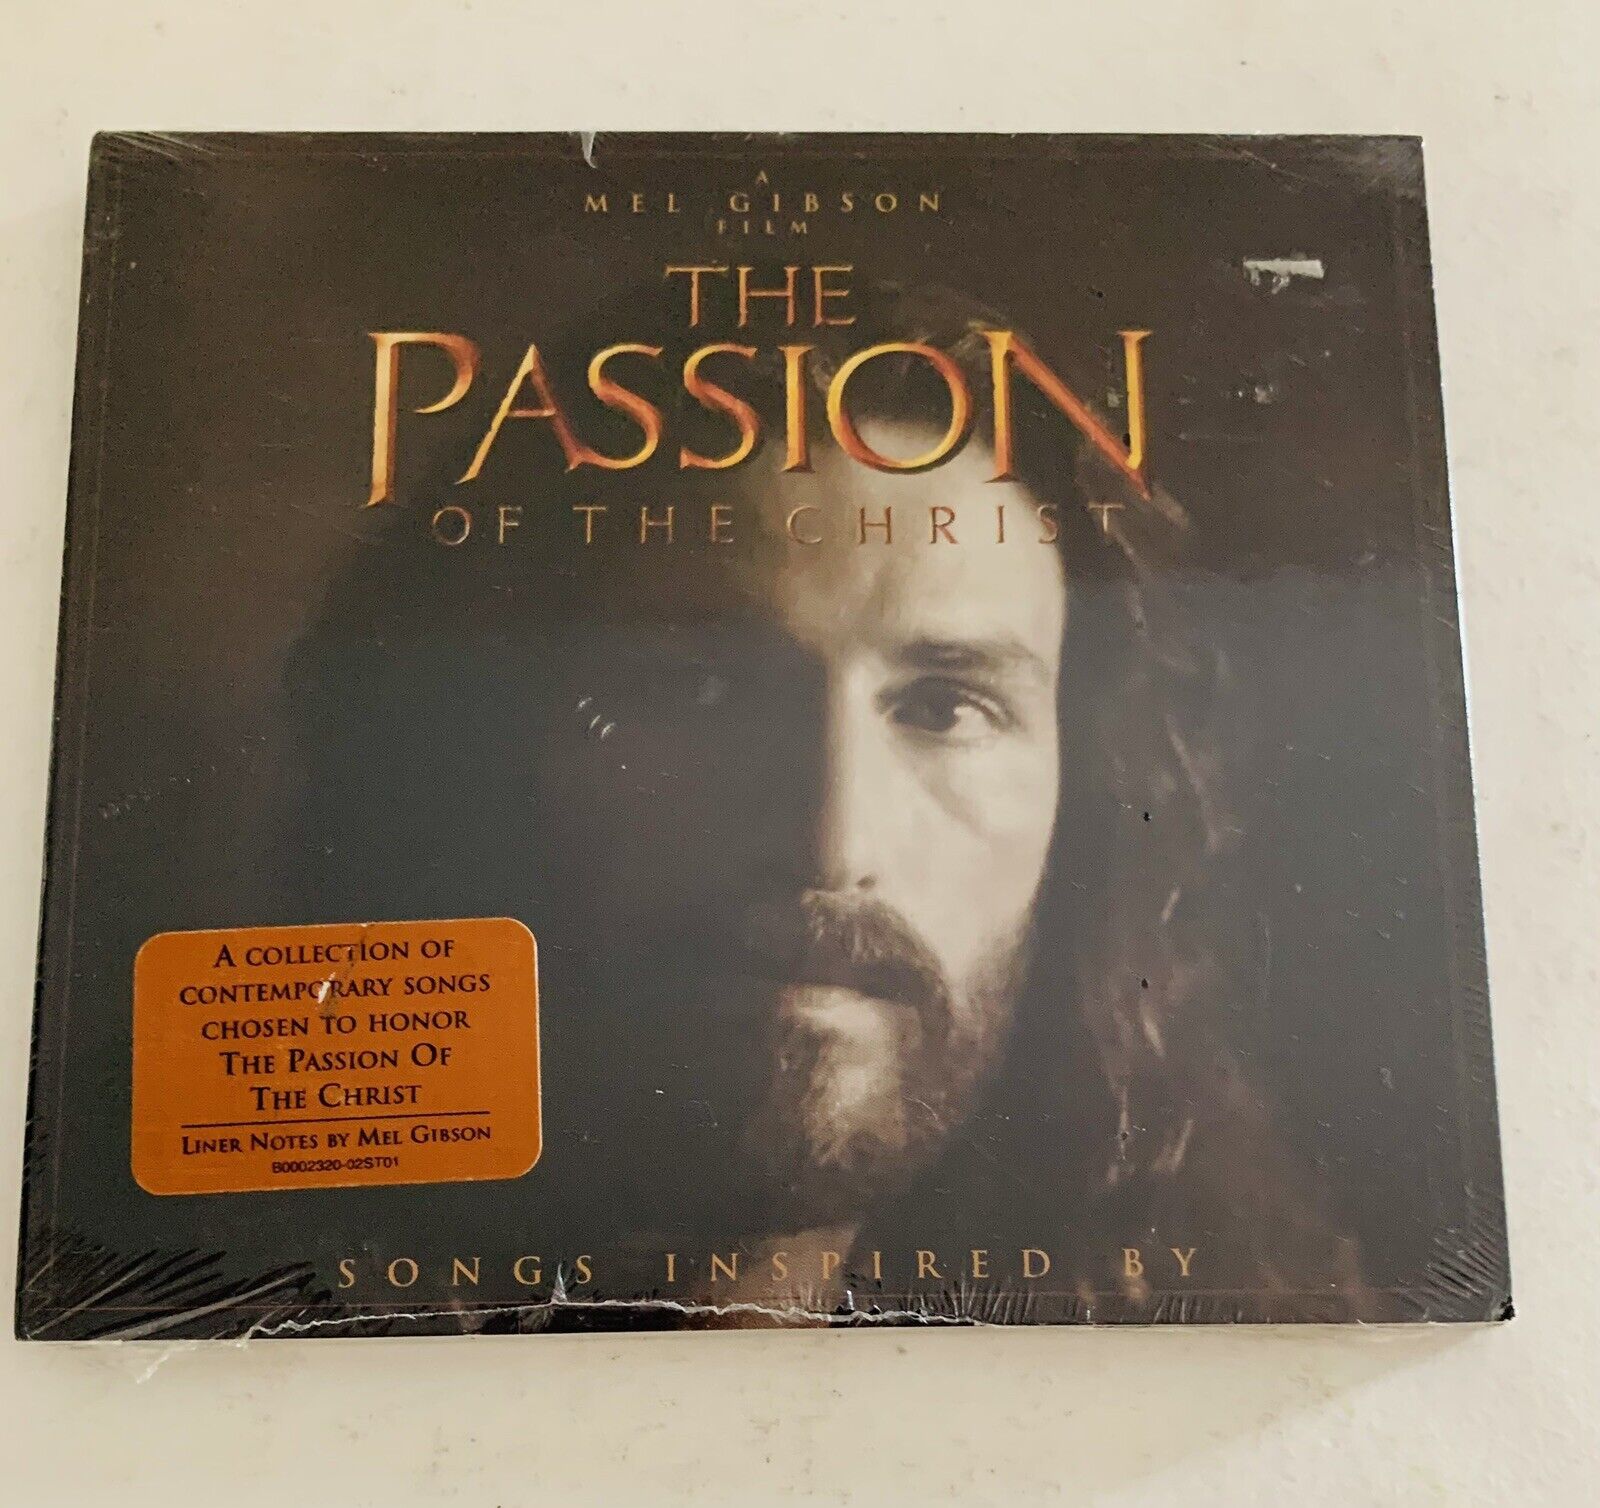 A
MEL GIBSON
FILM
THE
PASSION
OF THE CHRIST
A COLLECTION OF
CONTEMPORARY SONGS
CHOSEN TO HONOR
THE PASSION OF
THE CHRIST
LINER NOTES BY MEL GIBSON
B0002320-02ST01
SONGS INSPIRED BY